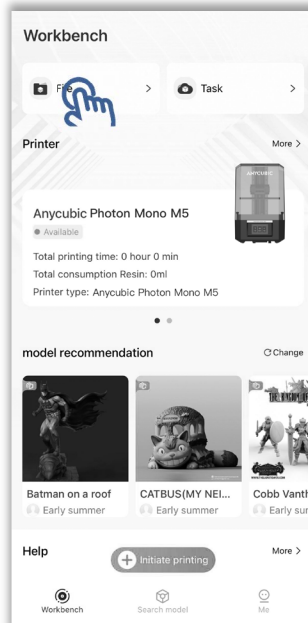 Workbench
File
Task
Printer
More >
ANYCUBIC
Anycubic Photon Mono M5
Available
Total printing time: 0 hour 0 min
Total consumption Resin: 0ml
Printer type: Anycubic Photon Mono M5
model recommendation
Change
Batman on a roof
CATBUS(MY NEI...
Cobb Vanth
Early summer
Early summer
Early sur
Help
Initiate printing
More >
Workbench
Search model
Me